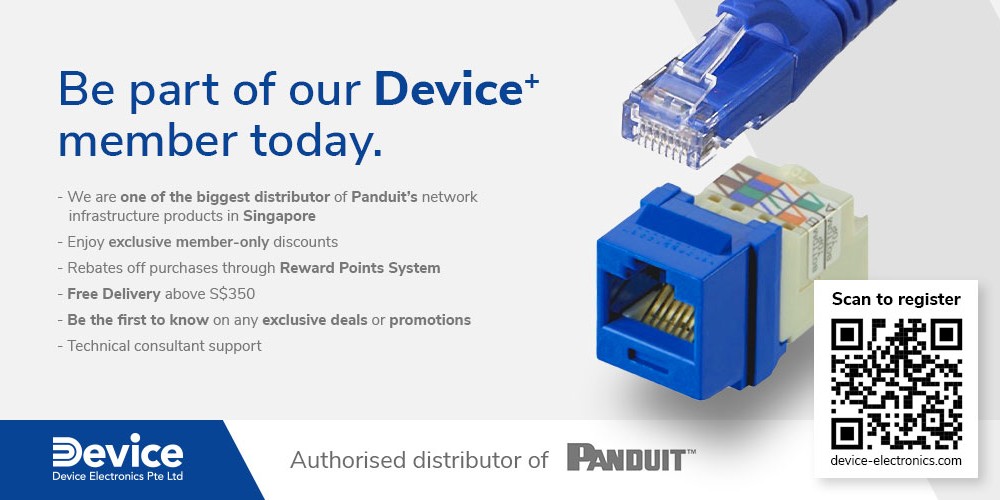 Be part of our Device+
member today.
- We are one of the biggest distributor of Panduit's network
infrastructure products in Singapore
- Enjoy exclusive member-only discounts
- Rebates off purchases through Reward Points System
- Free Delivery above S$350
- Be the first to know on any exclusive deals or promotions
- Technical consultant support
Scan to register
device-electronics.com
Device
Device Electronics Pte Ltd
Authorised distributor of PANDUIT™